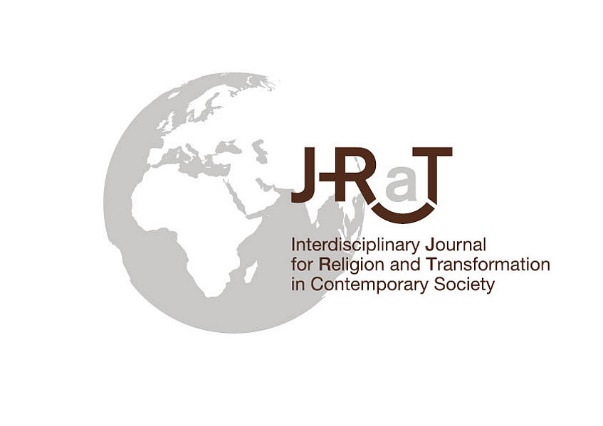 J-RaT
Interdisciplinary Journal
for Religion and Transformation
in Contemporary Society